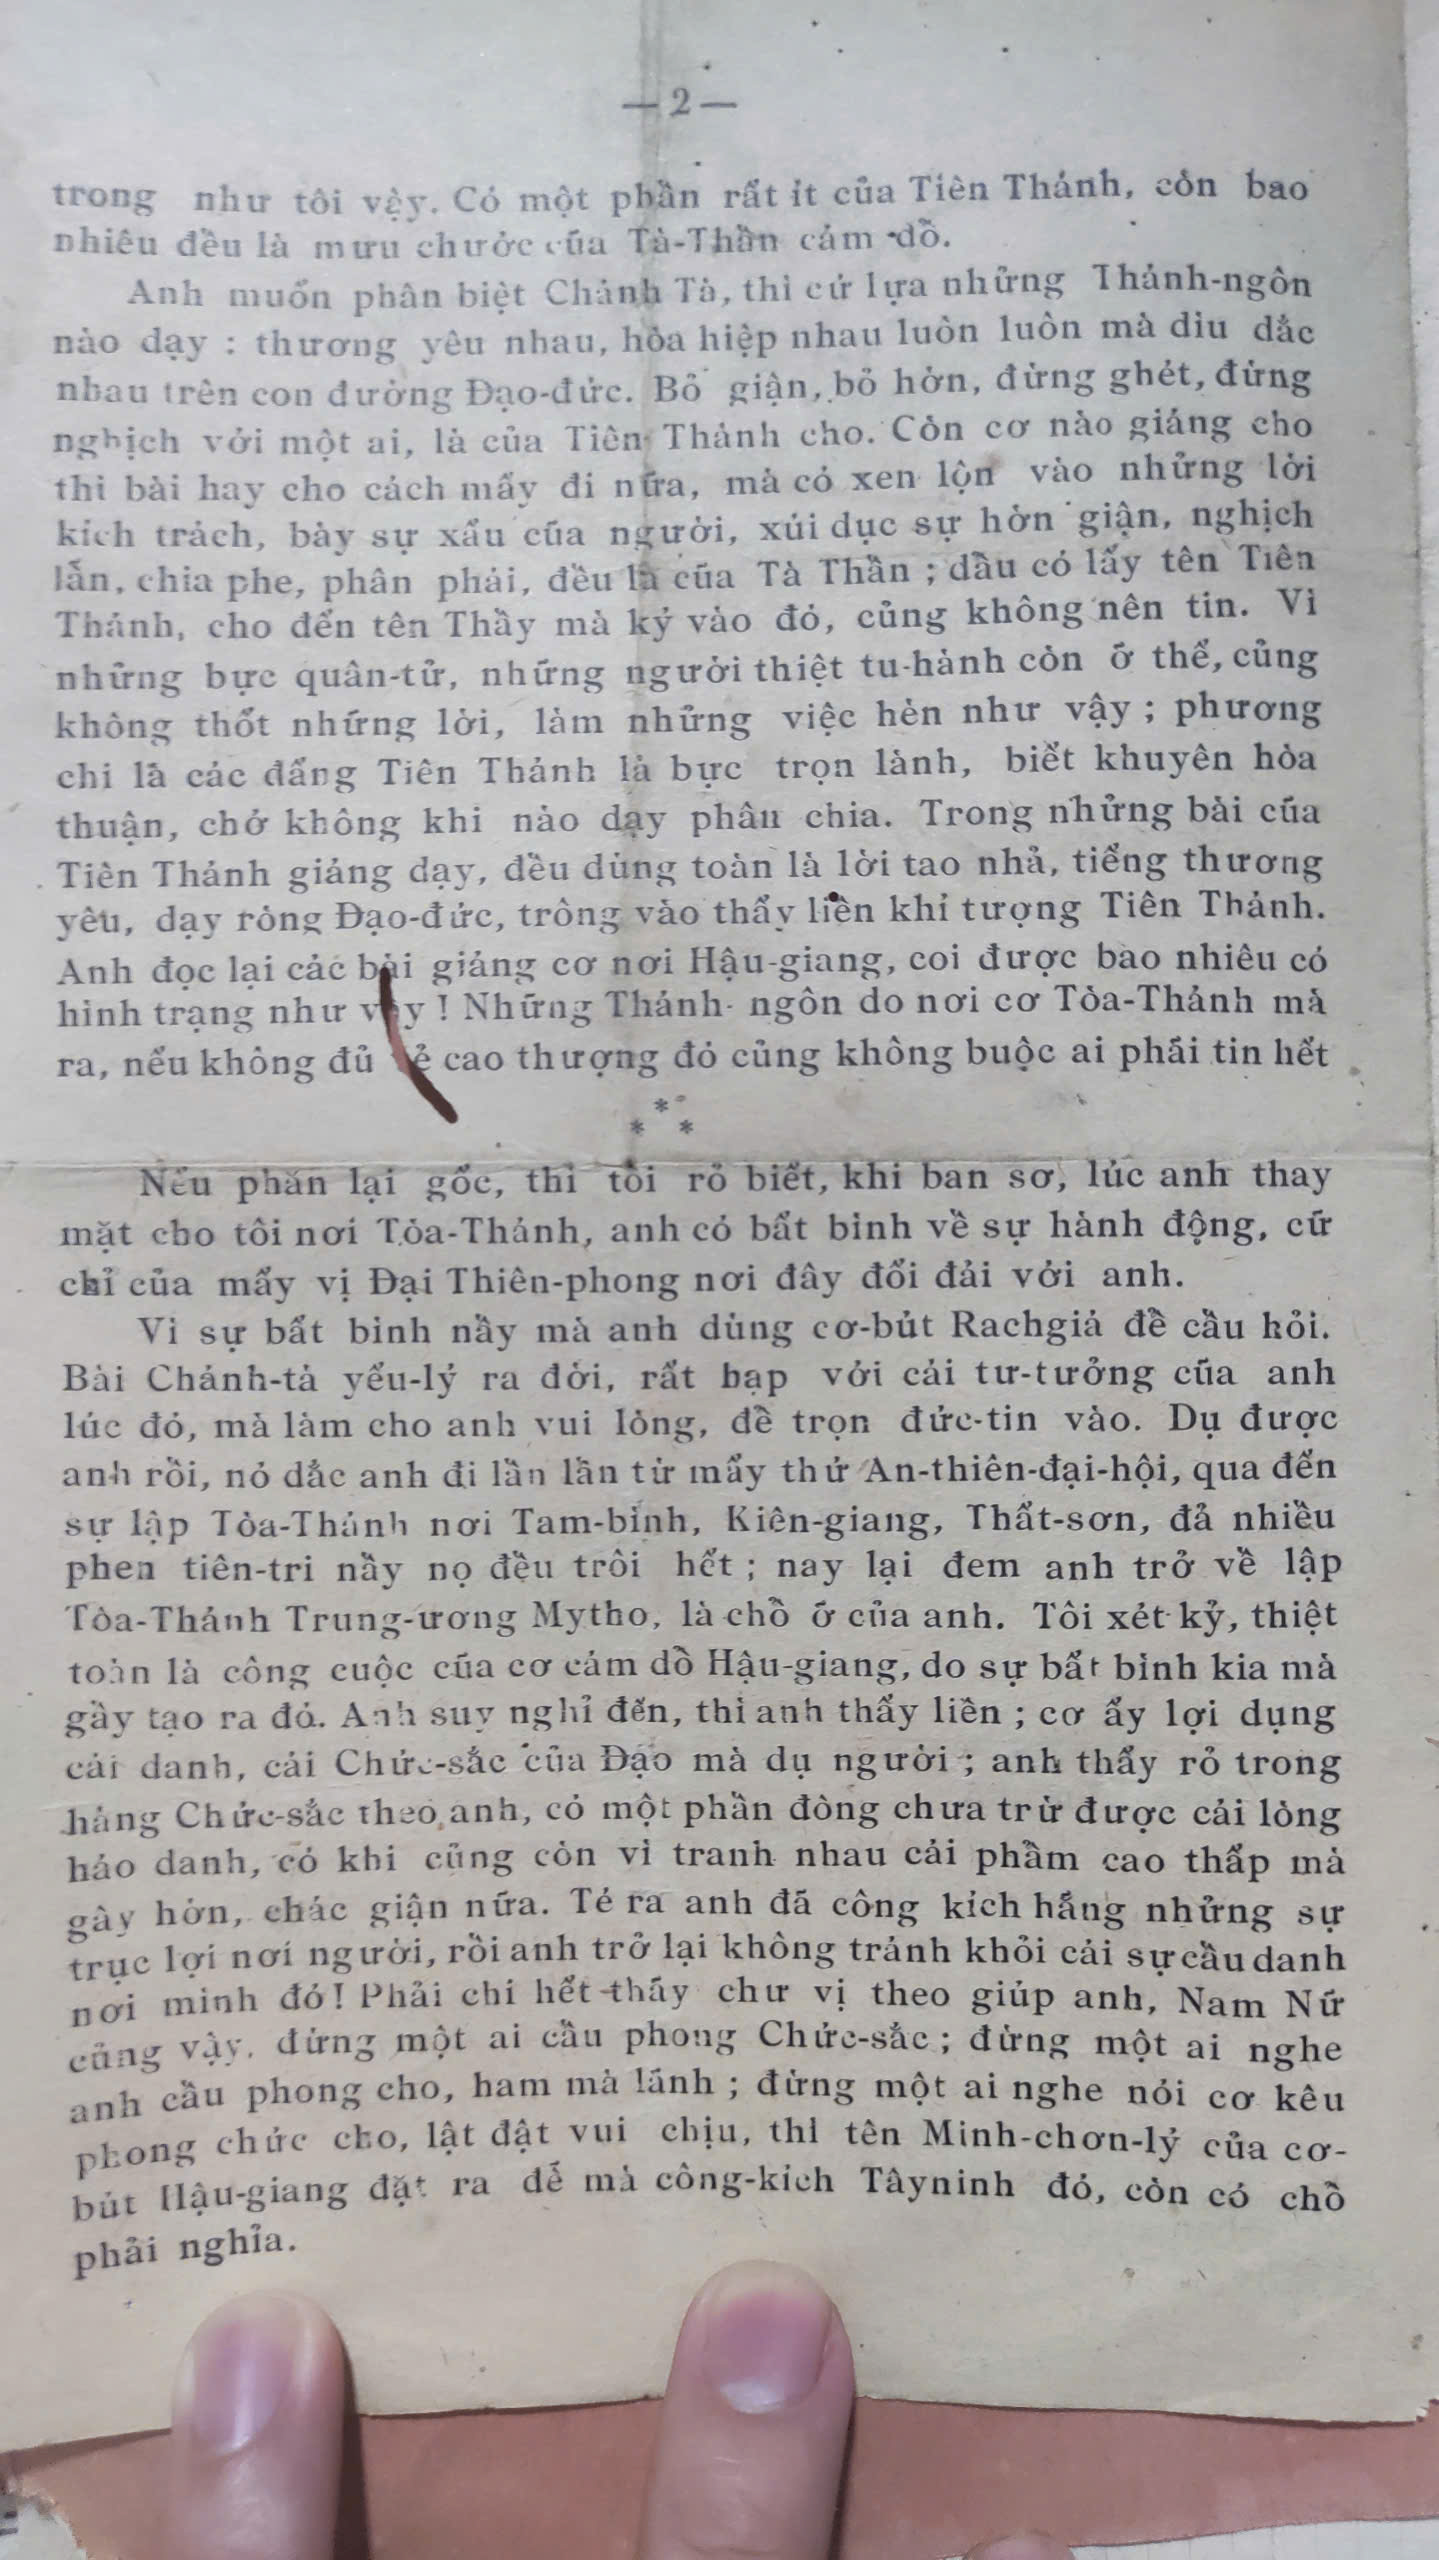 — 2 —
trong như tôi vậy. Có một phần rất ít của Tiên Thánh, còn bao
nhiêu đều là mưu chước cũa Tà-Thần cám dỗ.
Anh muốn phân biệt Chánh Tà, thì cứ lựa những Thánh-ngôn
nào dạy : thương yêu nhau, hòa hiệp nhau luôn luôn mà dìu dắc
nhau trên con đường Đạo-đức. Bỏ giận, bỏ hờn, đừng ghét, đừng
nghịch với một ai, là của Tiên Thánh cho. Còn cơ nào giáng cho
thi bài hay cho cách mấy đi nữa, mà có xen lộn vào những lời
kích trách, bày sự xấu cũa người, xúi dục sự hờn giận, nghịch
lẫn, chia phe, phân phái, đều là cũa Tà Thần ; dầu có lấy tên Tiên
Thánh, cho đến tên Thầy mà ký vào đó, củng không nên tin. Vì
những bực quân-tử, những người thiệt tu-hành còn ở thế, củng
không thốt những lời, làm những việc hèn như vậy ; phương
chi là các đấng Tiên Thánh là bực trọn lành, biết khuyên hòa
thuận, chớ không khi nào dạy phân chia. Trong những bài cũa
Tiên Thánh giáng dạy, đều dùng toàn là lời tao nhả, tiếng thương
yêu, dạy ròng Đạo-đức, trông vào thấy liền khí tượng Tiên Thánh.
Anh đọc lại các bài giáng cơ nơi Hậu-giang, coi được bao nhiêu có
hình trạng như vậy ! Những Thánh-ngôn do nơi cơ Tòa-Thánh mà
ra, nếu không đủ vẻ cao thượng đó củng không buộc ai phải tin hết
* * *
Nếu phăn lại gốc, thì tôi rỏ biết, khi ban sơ, lúc anh thay
mặt cho tôi nơi Tòa-Thánh, anh có bất bình về sự hành động, cữ
chỉ của mấy vị Đại Thiên-phong nơi đây đối đải với anh.
Vì sự bất bình nầy mà anh dùng cơ-bút Rachgiá đề cầu hỏi.
Bài Chánh-tà yếu-lý ra đời, rất hạp với cái tư-tưởng cũa anh
lúc đó, mà làm cho anh vui lòng, đề trọn đức-tin vào. Dụ được
anh rồi, nó dắc anh đi lần lần từ mấy thứ An-thiên-đại-hội, qua đến
sự lập Tòa-Thánh nơi Tam-bình, Kiên-giang, Thất-sơn, đả nhiều
phen tiên-tri nầy nọ đều trôi hết ; nay lại đem anh trở về lập
Tòa-Thánh Trung-ương Mytho, là chồ ở của anh. Tôi xét kỷ, thiệt
toàn là công cuộc cũa cơ cám dỗ Hậu-giang, do sự bất bình kia mà
gầy tạo ra đó. Anh suy nghỉ đến, thì anh thấy liền ; cơ ấy lợi dụng
cái danh, cái Chức-sắc của Đạo mà dụ người ; anh thấy rỏ trong
hàng Chức-sắc theo anh, có một phần đông chưa trừ được cái lòng
háo danh, có khi củng còn vì tranh nhau cái phầm cao thấp mà
gây hờn, chác giận nữa. Té ra anh đã công kích hẳng những sự
trục lợi nơi người, rồi anh trở lại không tránh khỏi cái sự cầu danh
nơi mình đó! Phải chi hết-thảy chư vị theo giúp anh, Nam Nữ
củng vậy, đừng một ai cầu phong Chức-sắc ; đừng một ai nghe
anh cầu phong cho, ham mà lảnh ; đừng một ai nghe nói cơ kêu
phong chức cho, lật đật vui chịu, thì tên Minh-chơn-lý của cơ-
bút Hậu-giang đặt ra đề mà công-kích Tâyninh đó, còn có chỗ
phải nghĩa.